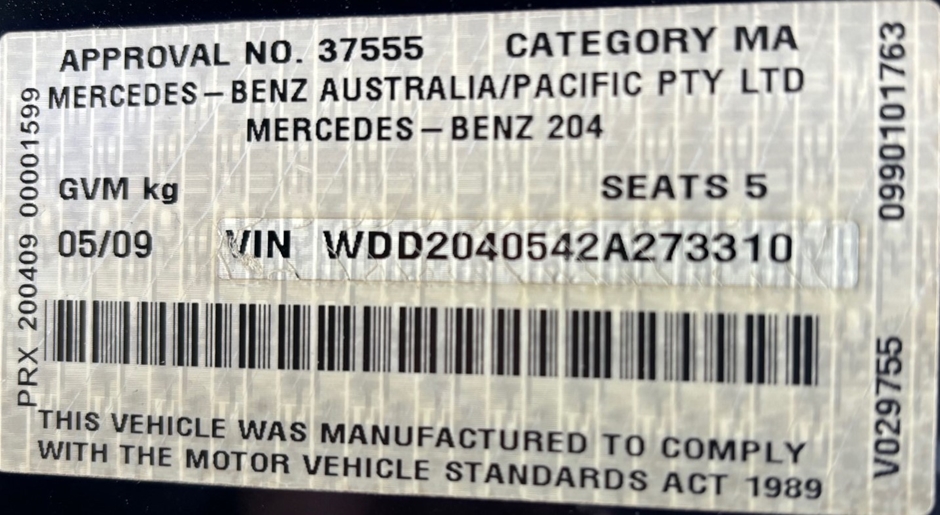 APPROVAL NO. 37555 CATEGORY MA
MERCEDES-BENZ AUSTRALIA/PACIFIC PTY LTD
MERCEDES-BENZ 204
GVM kg SEATS 5
05/09 VIN WDD2040542A273310
THIS VEHICLE WAS MANUFACTURED TO COMPLY
WITH THE MOTOR VEHICLE STANDARDS ACT 1989
PRX 200409 00001599
V029755 0990101763